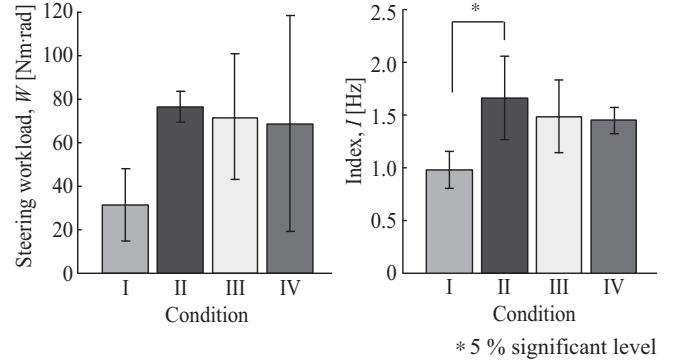 Steering workload, W [Nm·rad]
120
100
80
60
40
20
0
I II III IV
Condition
Index, I [Hz]
2.5
2.0
1.5
1.0
0.5
0
*
I II III IV
Condition
* 5 % significant level